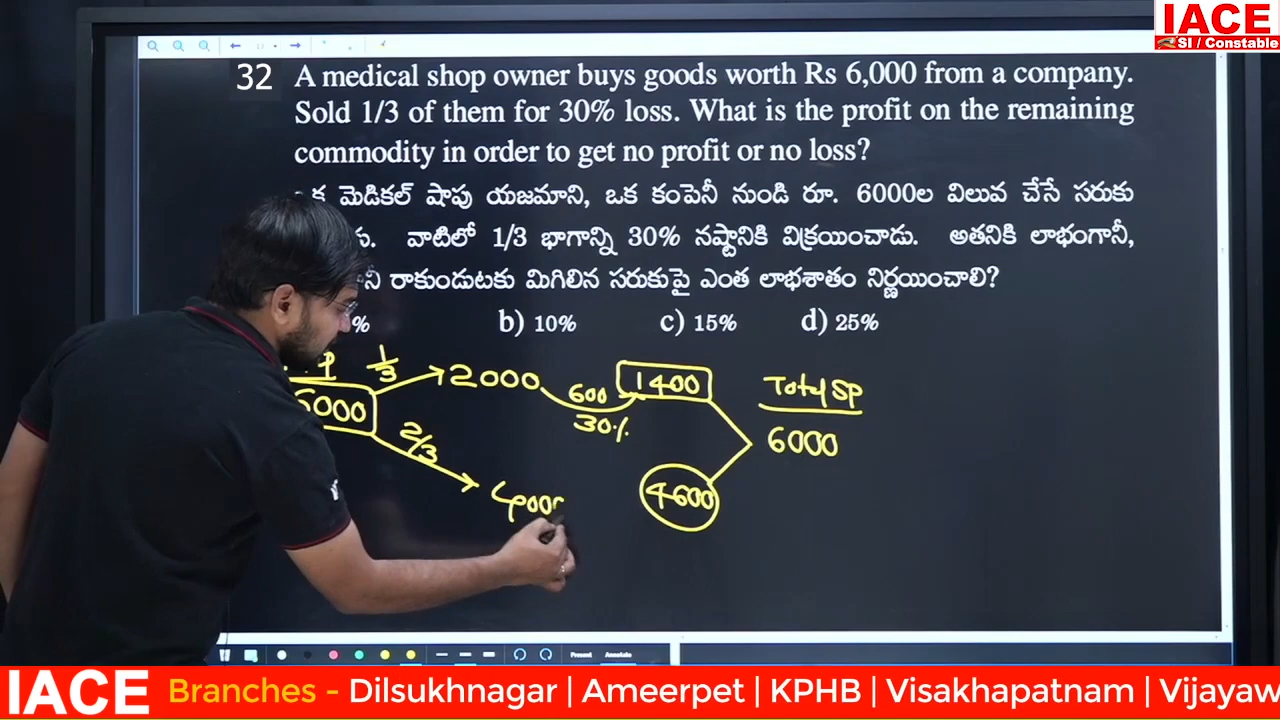 IACE
SI / Constable
32 A medical shop owner buys goods worth Rs 6,000 from a company.
Sold 1/3 of them for 30% loss. What is the profit on the remaining
commodity in order to get no profit or no loss?
మెడికల్ షాపు యజమాని, ఒక కంపెనీ నుండి రూ. 6000ల విలువ చేసే సరుకు
వాటిలో 1/3 భాగాన్ని 30% నష్టానికి విక్రయించాడు. అతనికి లాభంగానీ,
రాకుండుటకు మిగిలిన సరుకుపై ఎంత లాభశాతం నిర్ణయించాలి?
% b) 10% c) 15% d) 25%
1/3 2000 600 30% 1400 Total SP
6000 6000
2/3 4000 4600
Present Annotate
IACE Branches - Dilsukhnagar | Ameerpet | KPHB | Visakhapatnam | Vijayaw